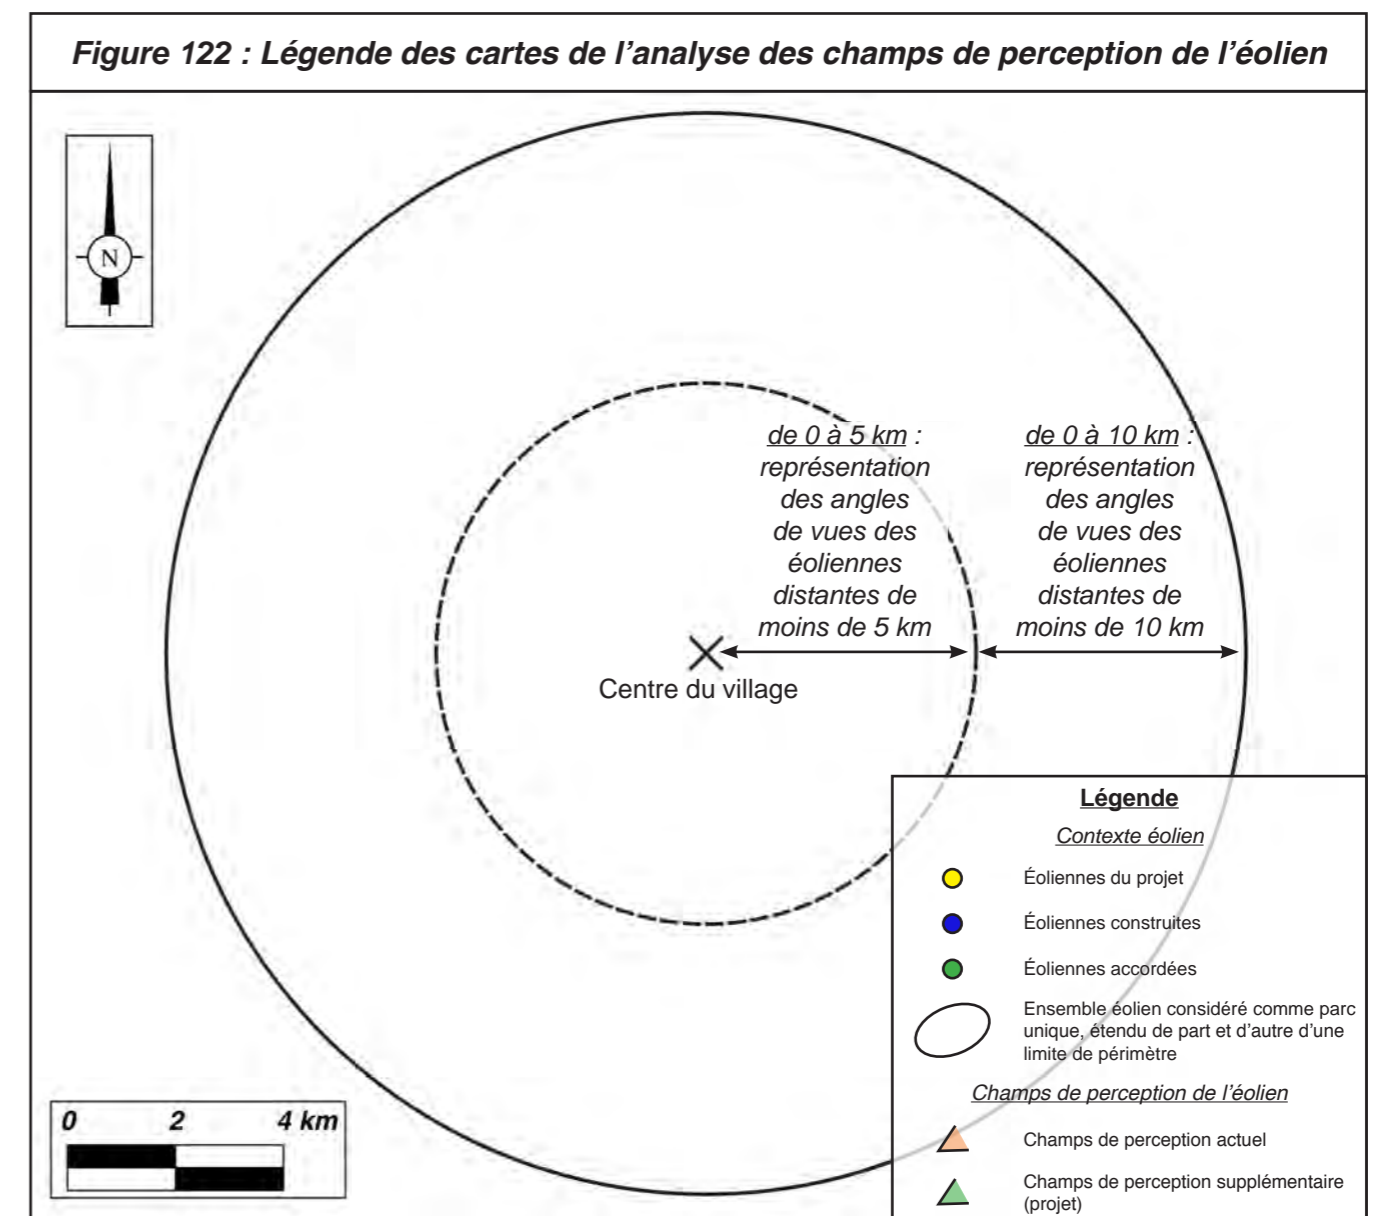 Figure 122 : Légende des cartes de l'analyse des champs de perception de l'éolien
N
de 0 à 5 km :
représentation
des angles
de vues des
éoliennes
distantes de
moins de 5 km
de 0 à 10 km :
représentation
des angles
de vues des
éoliennes
distantes de
moins de 10 km
Centre du village
Légende
Contexte éolien
Éoliennes du projet
Éoliennes construites
Éoliennes accordées
Ensemble éolien considéré comme parc
unique, étendu de part et d'autre d'une
limite de périmètre
Champs de perception de l'éolien
Champs de perception actuel
Champs de perception supplémentaire
(projet)
0 2 4 km